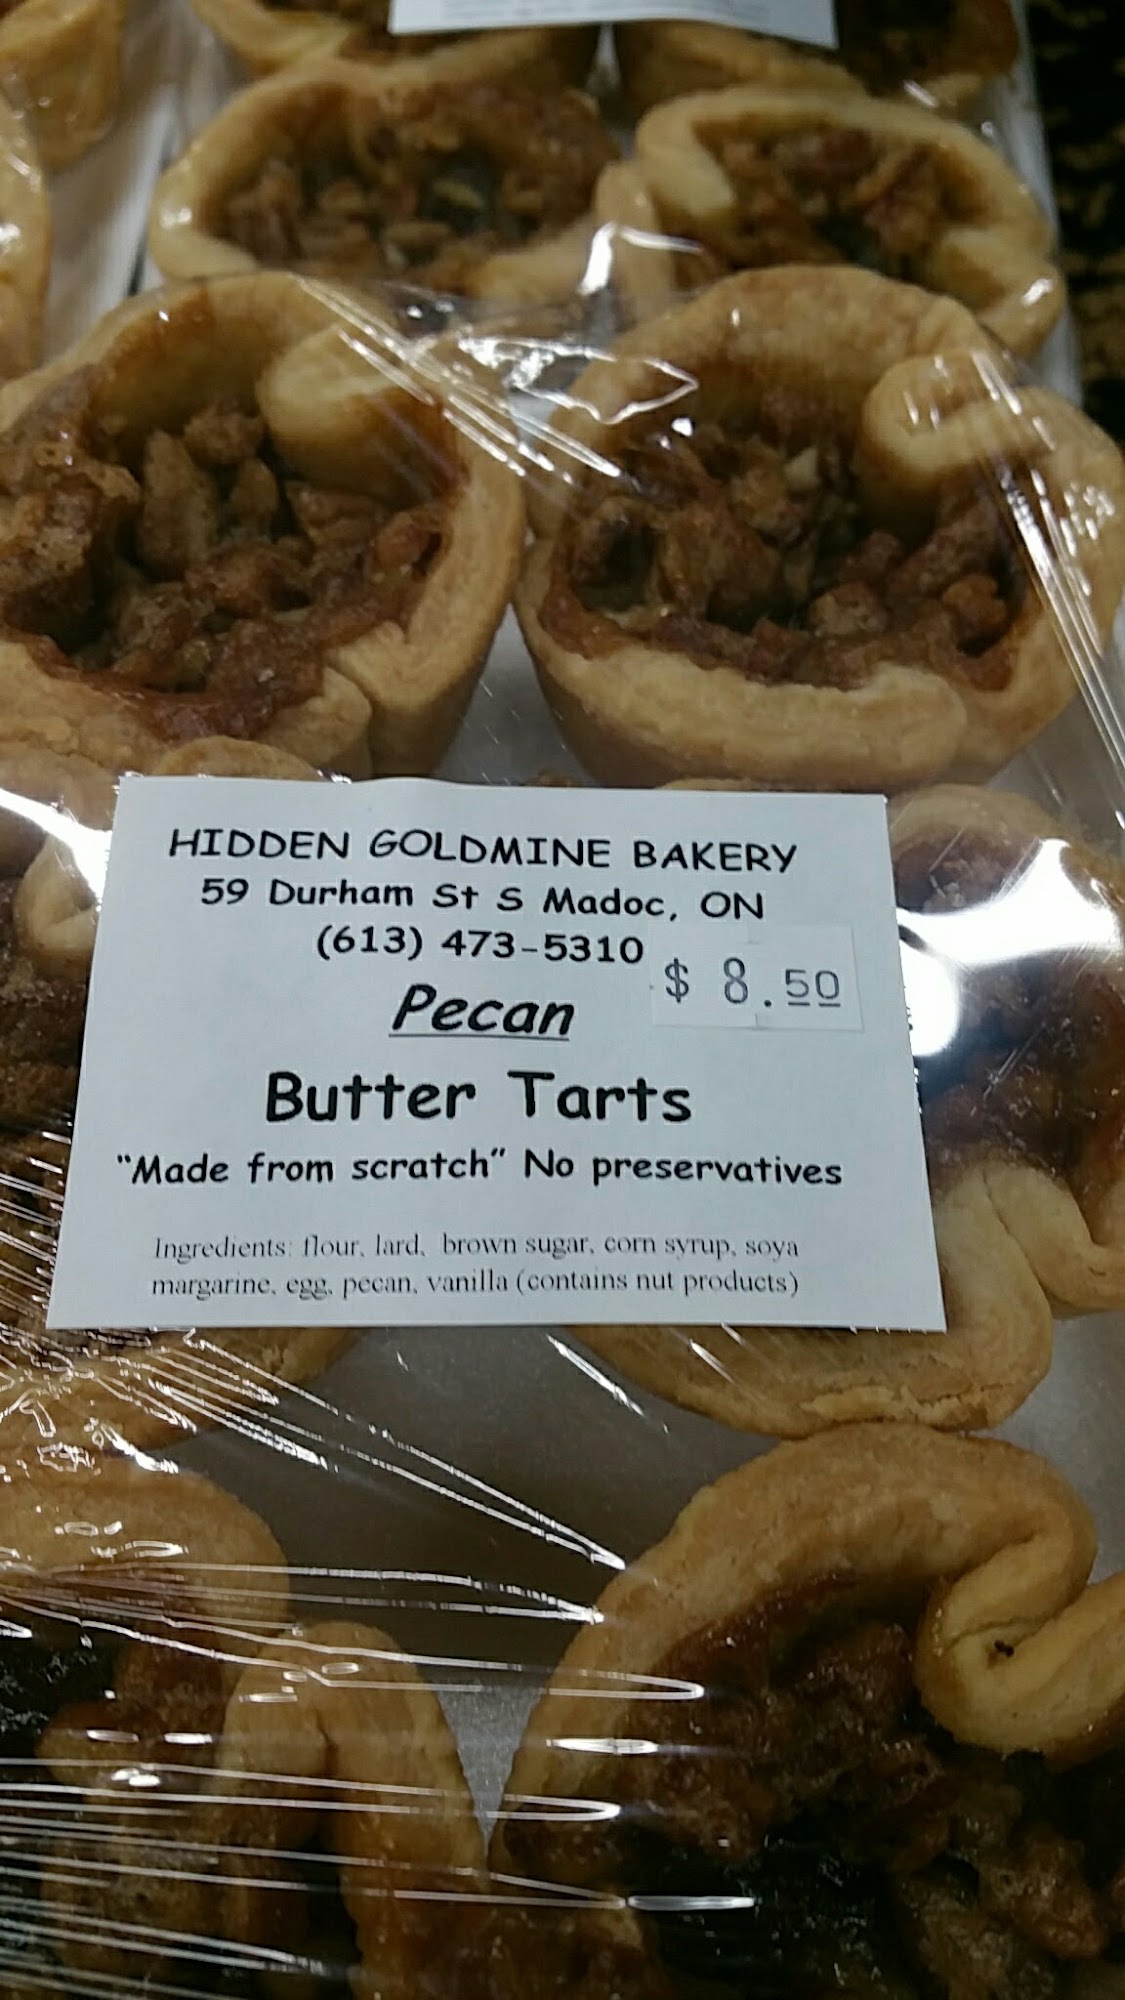 HIDDEN GOLDMINE BAKERY
59 Durham St S Madoc, ON
(613) 473-5310
$ 8.50
Pecan
Butter Tarts
"Made from scratch" No preservatives
Ingredients: flour, lard, brown sugar, corn syrup, soya
margarine, egg, pecan, vanilla (contains nut products)